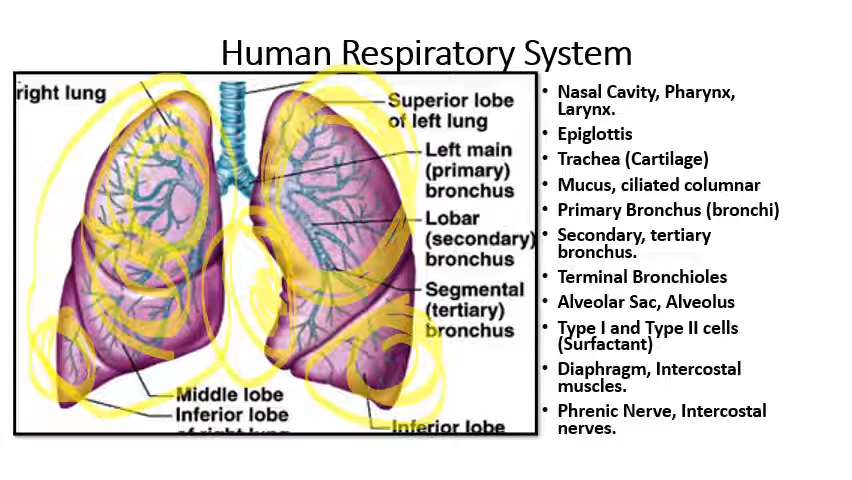 Human Respiratory System
right lung
Superior lobe
of left lung
Left main
(primary)
bronchus
Lobar
(secondary)
bronchus
Segmental
(tertiary)
bronchus
Middle lobe
Inferior lobe
of right lung
Inferior lobe
• Nasal Cavity, Pharynx,
Larynx.
• Epiglottis
• Trachea (Cartilage)
• Mucus, ciliated columnar
• Primary Bronchus (bronchi)
• Secondary, tertiary
bronchus.
• Terminal Bronchioles
• Alveolar Sac, Alveolus
• Type I and Type II cells
(Surfactant)
• Diaphragm, Intercostal
muscles.
• Phrenic Nerve, Intercostal
nerves.